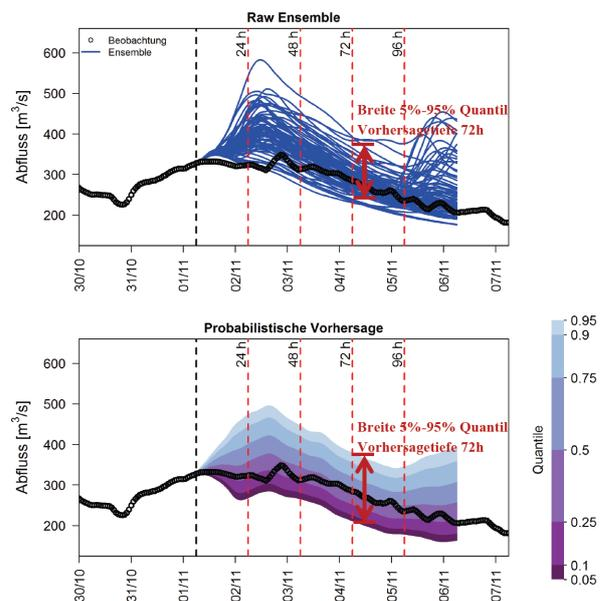 Raw Ensemble
Beobachtung
Ensemble
24 h
48 h
72 h
96 h
Breite 5%-95% Quantil
Vorhersagetiefe 72h
Abfluss [m³/s]
600
500
400
300
200
30/10
31/10
01/11
02/11
03/11
04/11
05/11
06/11
07/11
Probabilistische Vorhersage
24 h
48 h
72 h
96 h
Breite 5%-95% Quantil
Vorhersagetiefe 72h
Abfluss [m³/s]
600
500
400
300
200
30/10
31/10
01/11
02/11
03/11
04/11
05/11
06/11
07/11
Quantile
0.95
0.9
0.75
0.5
0.25
0.1
0.05